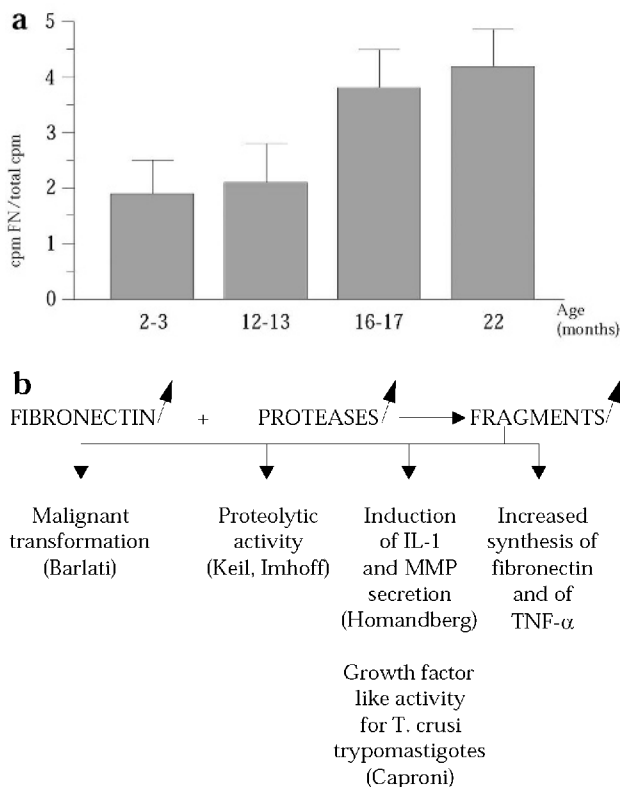 a
cpm FN/total cpm
5
4
3
2
1
0
2-3 12-13 16-17 22
Age
(months)
b
FIBRONECTIN + PROTEASES FRAGMENTS
Malignant
transformation
(Barlati)
Proteolytic
activity
(Keil, Imhoff)
Induction
of IL-1
and MMP
secretion
(Homandberg)
Growth factor
like activity
for T. crusi
trypomastigotes
(Caproni)
Increased
synthesis of
fibronectin
and of
TNF-α